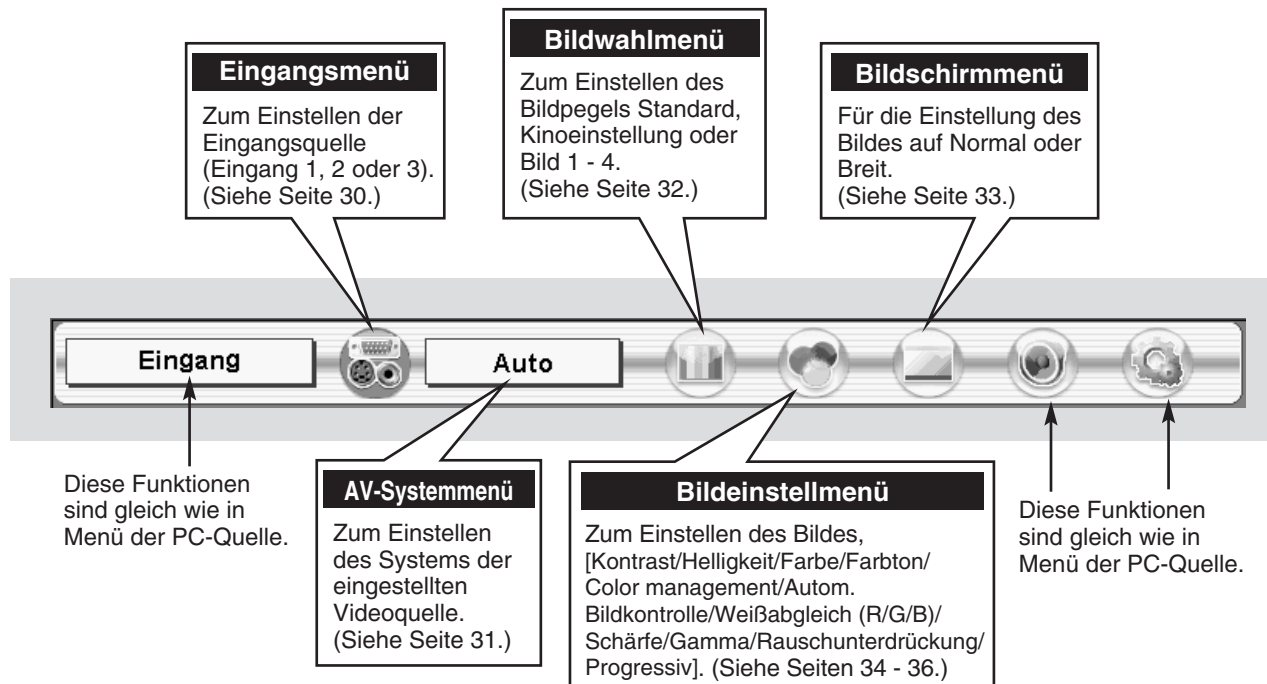 Eingangsmenü
Zum Einstellen der
Eingangsquelle
(Eingang 1, 2 oder 3).
(Siehe Seite 30.)
Bildwahlmenü
Zum Einstellen des
Bildpegels Standard,
Kinoeinstellung oder
Bild 1 - 4.
(Siehe Seite 32.)
Bildschirmmenü
Für die Einstellung des
Bildes auf Normal oder
Breit.
(Siehe Seite 33.)
Eingang
Auto
Diese Funktionen
sind gleich wie in
Menü der PC-Quelle.
AV-Systemmenü
Zum Einstellen
des Systems der
eingestellten
Videoquelle.
(Siehe Seite 31.)
Bildeinstellmenü
Zum Einstellen des Bildes,
[Kontrast/Helligkeit/Farbe/Farbton/
Color management/Autom.
Bildkontrolle/Weißabgleich (R/G/B)/
Schärfe/Gamma/Rauschunterdrückung/
Progressiv]. (Siehe Seiten 34 - 36.)
Diese Funktionen
sind gleich wie in
Menü der PC-Quelle.